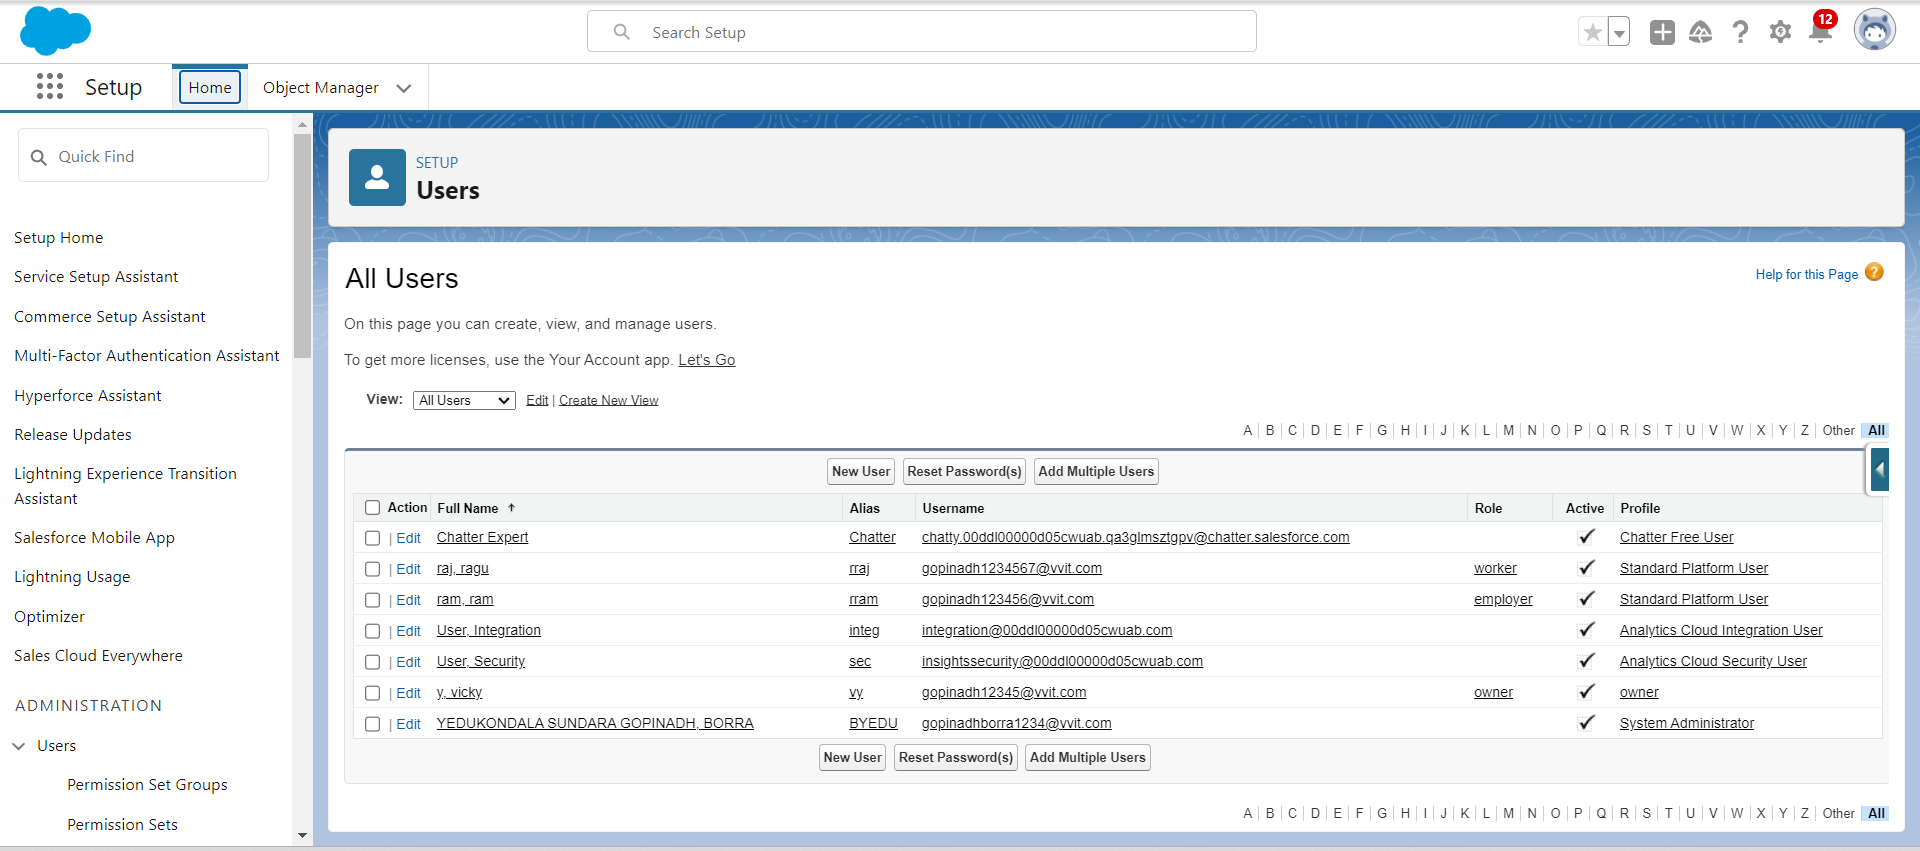 Search Setup
12
Setup
Home
Object Manager
Quick Find
Setup Home
Service Setup Assistant
Commerce Setup Assistant
Multi-Factor Authentication Assistant
Hyperforce Assistant
Release Updates
Lightning Experience Transition
Assistant
Salesforce Mobile App
Lightning Usage
Optimizer
Sales Cloud Everywhere
ADMINISTRATION
Users
Permission Set Groups
Permission Sets
SETUP
Users
All Users
Help for this Page ?
On this page you can create, view, and manage users.
To get more licenses, use the Your Account app. Let's Go
View: All Users Edit | Create New View
A | B | C | D | E | F | G | H | I | J | K | L | M | N | O | P | Q | R | S | T | U | V | W | X | Y | Z | Other All
New User Reset Password(s) Add Multiple Users
Action Full Name ↑ Alias Username Role Active Profile
| Edit Chatter Expert Chatter chatty.00ddl00000d05cwuab.qa3glmsztgpv@chatter.salesforce.com Chatter Free User
| Edit raj, ragu rraj gopinadh1234567@vvit.com worker Standard Platform User
| Edit ram, ram rram gopinadh123456@vvit.com employer Standard Platform User
| Edit User, Integration integ integration@00ddl00000d05cwuab.com Analytics Cloud Integration User
| Edit User, Security sec insightssecurity@00ddl00000d05cwuab.com Analytics Cloud Security User
| Edit y, vicky vy gopinadh12345@vvit.com owner owner
| Edit YEDUKONDALA SUNDARA GOPINADH, BORRA BYEDU gopinadhborra1234@vvit.com System Administrator
New User Reset Password(s) Add Multiple Users
A | B | C | D | E | F | G | H | I | J | K | L | M | N | O | P | Q | R | S | T | U | V | W | X | Y | Z | Other All